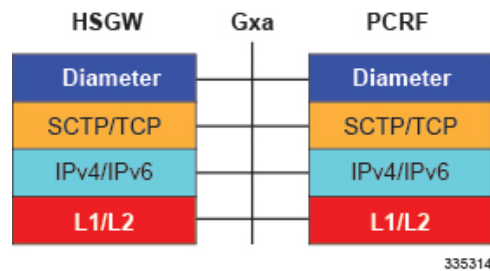 HSGW Gxa PCRF
Diameter Diameter
SCTP/TCP SCTP/TCP
IPv4/IPv6 IPv4/IPv6
L1/L2 L1/L2
335314